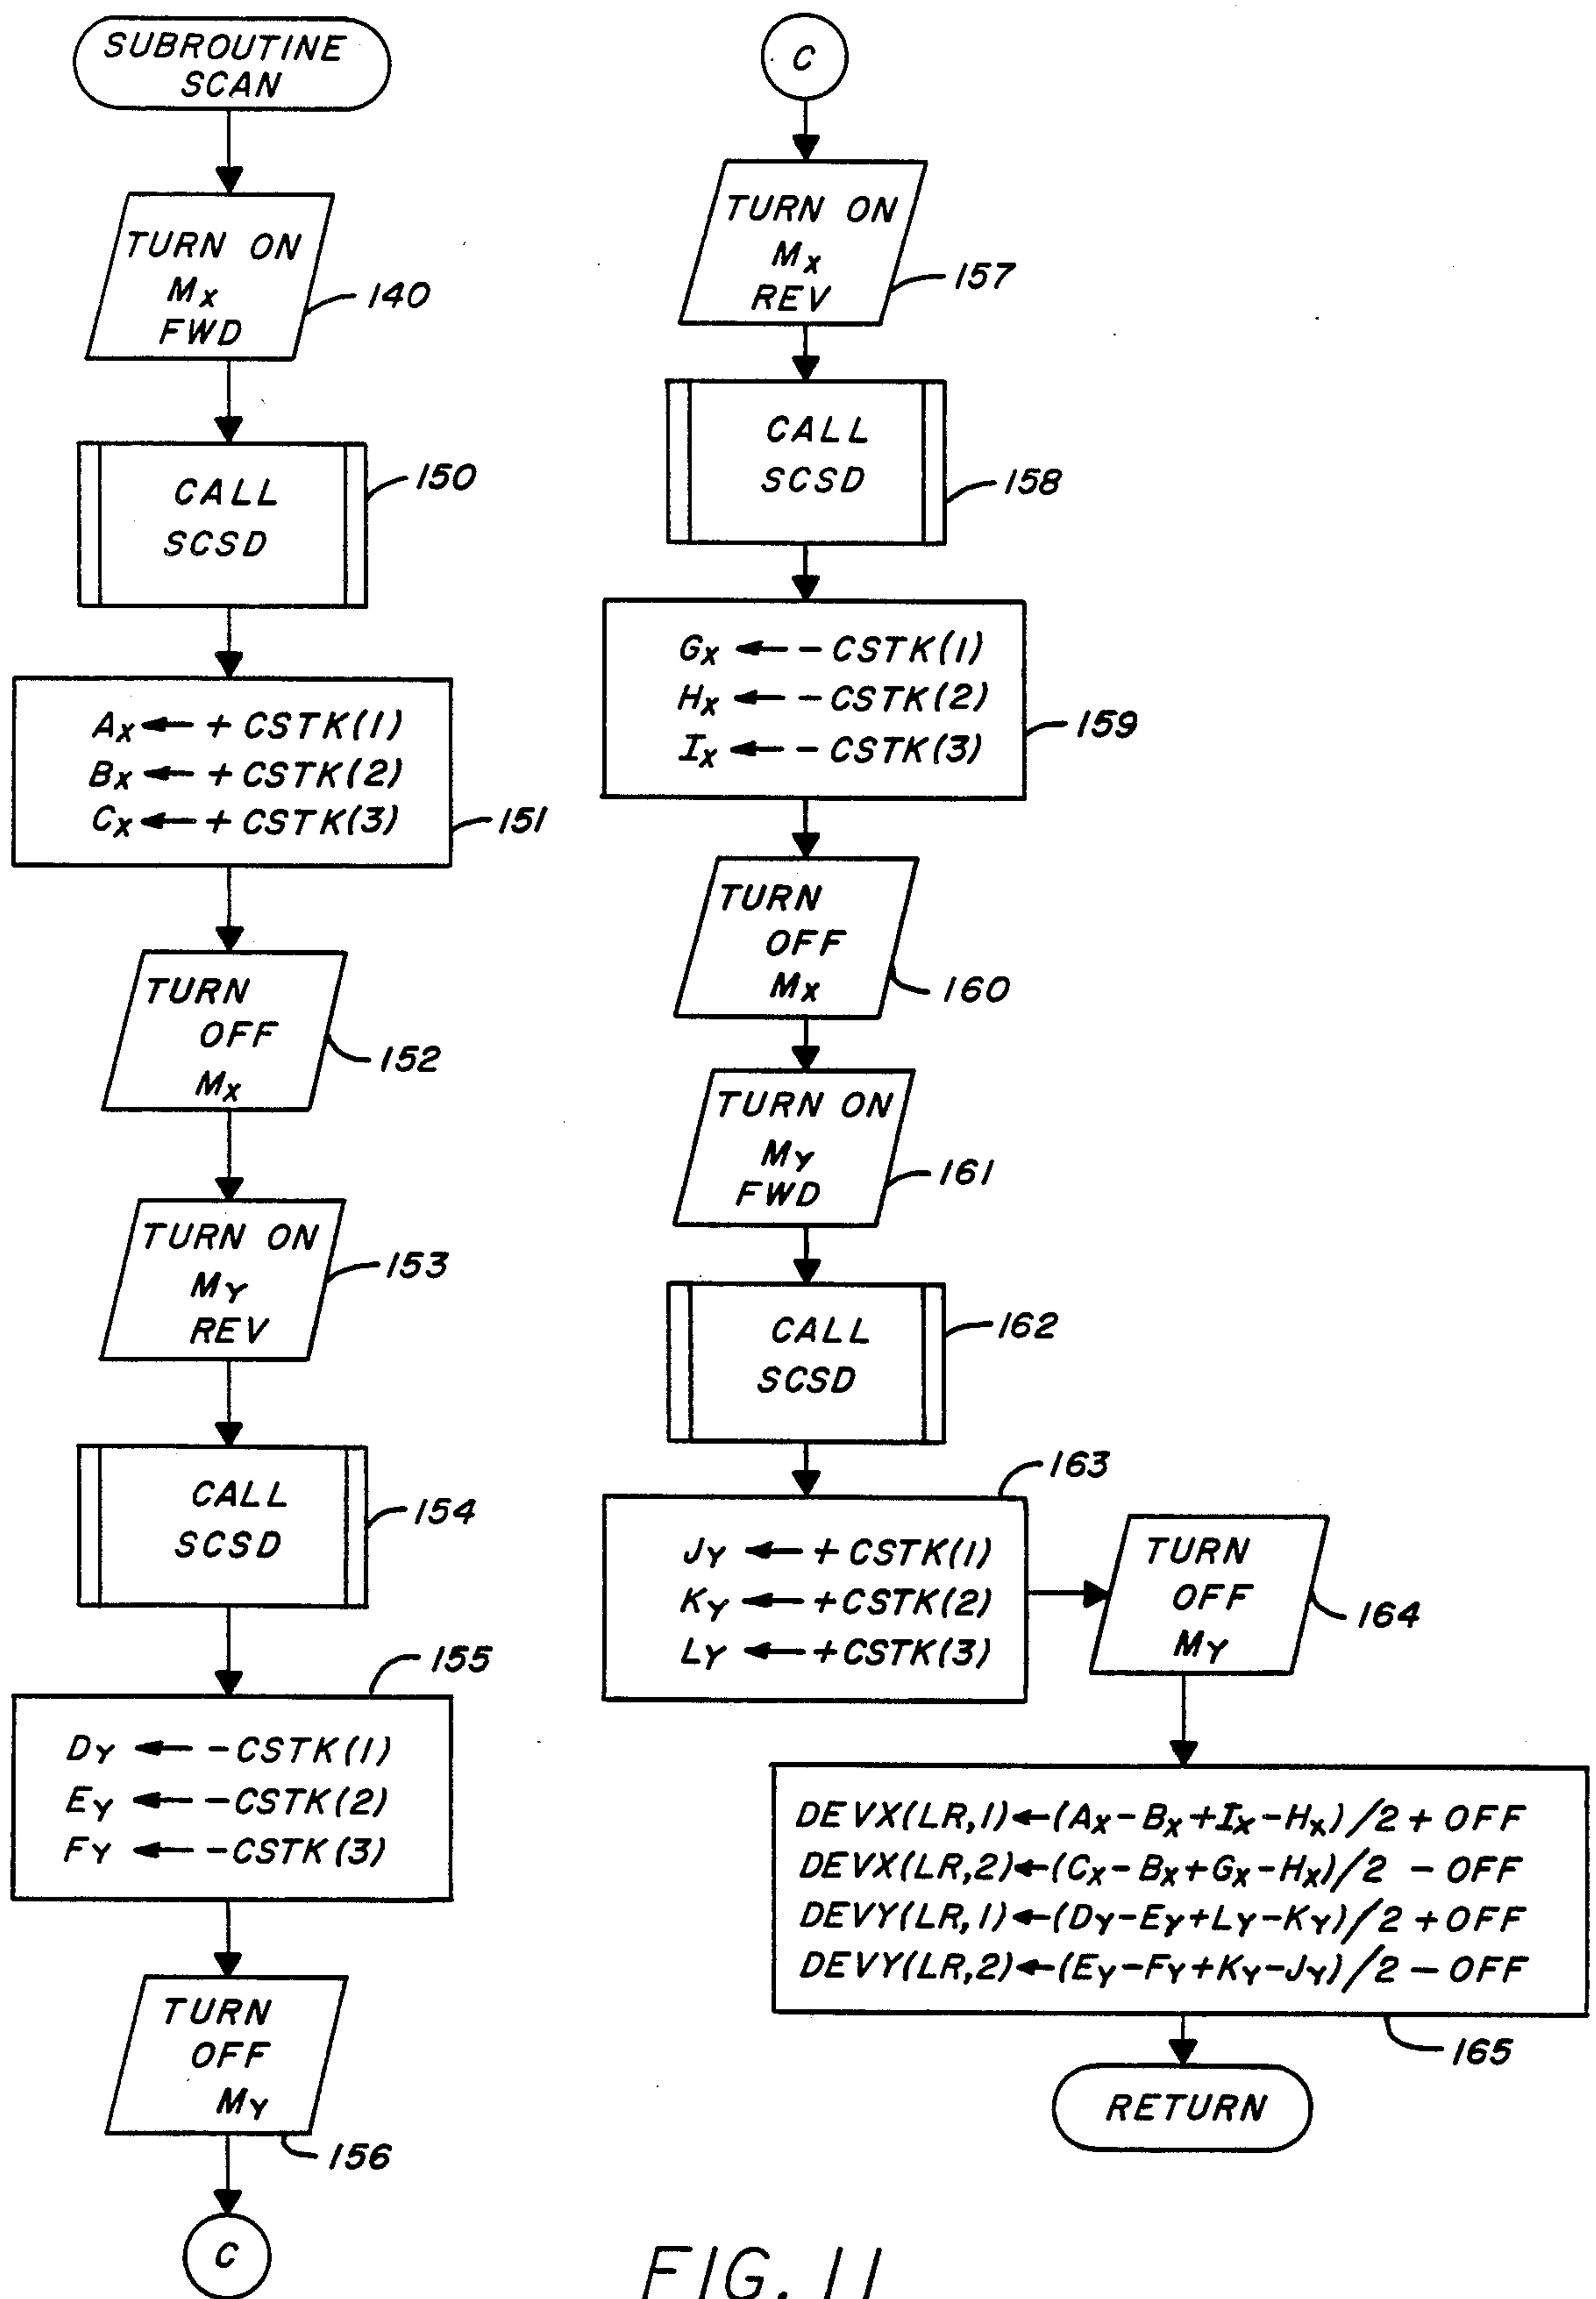 SUBROUTINE
SCAN
TURN ON
Mx
FWD
140
CALL
SCSD
150
Ax ← + CSTK(1)
Bx ← + CSTK(2)
Cx ← + CSTK(3)
151
TURN
OFF
Mx
152
TURN ON
MY
REV
153
CALL
SCSD
154
155
DY ← - CSTK(1)
EY ← - CSTK(2)
FY ← - CSTK(3)
TURN
OFF
MY
156
C
C
TURN ON
Mx
REV
157
CALL
SCSD
158
Gx ← - CSTK(1)
Hx ← - CSTK(2)
Ix ← - CSTK(3)
159
TURN
OFF
Mx
160
TURN ON
MY
FWD
161
CALL
SCSD
162
163
JY ← + CSTK(1)
KY ← + CSTK(2)
LY ← + CSTK(3)
TURN
OFF
MY
164
DEVX(LR,1) ← (Ax - Bx + Ix - Hx)/2 + OFF
DEVX(LR,2) ← (Cx - Bx + Gx - Hx)/2 - OFF
DEVY(LR,1) ← (DY - EY + LY - KY)/2 + OFF
DEVY(LR,2) ← (EY - FY + KY - JY)/2 - OFF
165
RETURN
FIG. 11